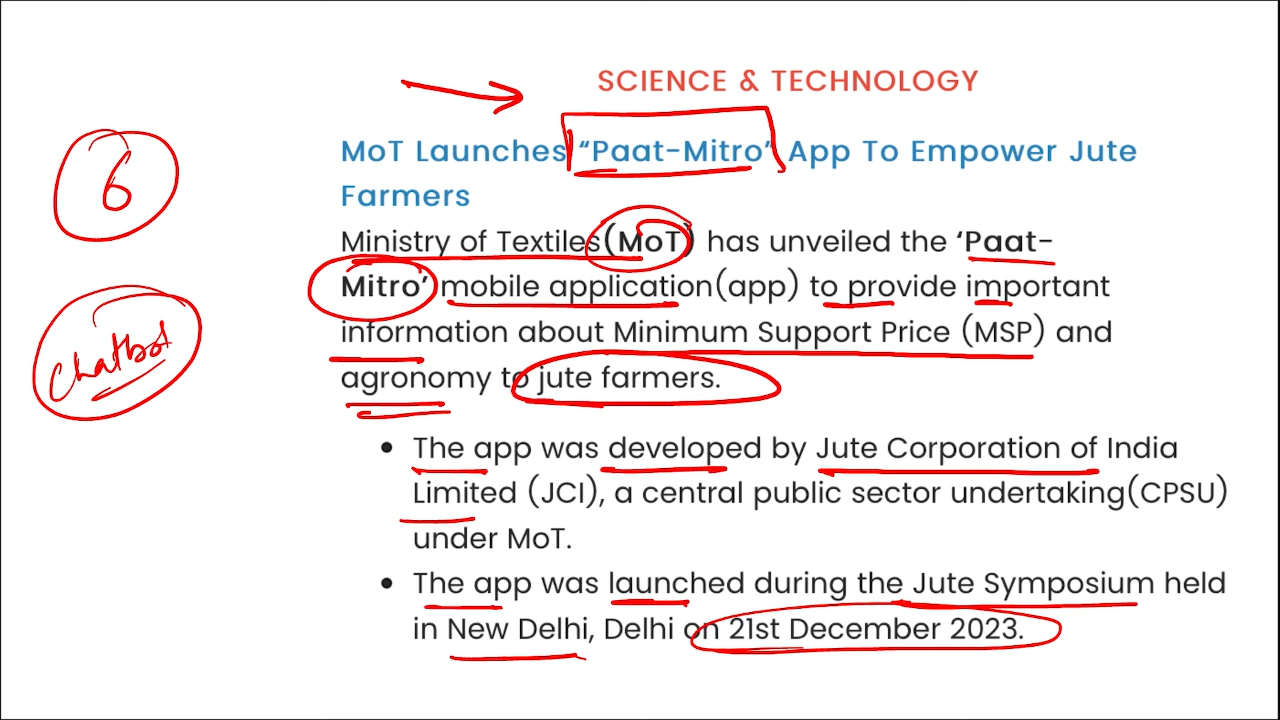 SCIENCE & TECHNOLOGY
MoT Launches "Paat-Mitro" App To Empower Jute
Farmers
Ministry of Textiles(MoT) has unveiled the ‘Paat-
Mitro’ mobile application(app) to provide important
information about Minimum Support Price (MSP) and
agronomy to jute farmers.
• The app was developed by Jute Corporation of India
Limited (JCI), a central public sector undertaking(CPSU)
under MoT.
• The app was launched during the Jute Symposium held
in New Delhi, Delhi on 21st December 2023.
6
Chatbot